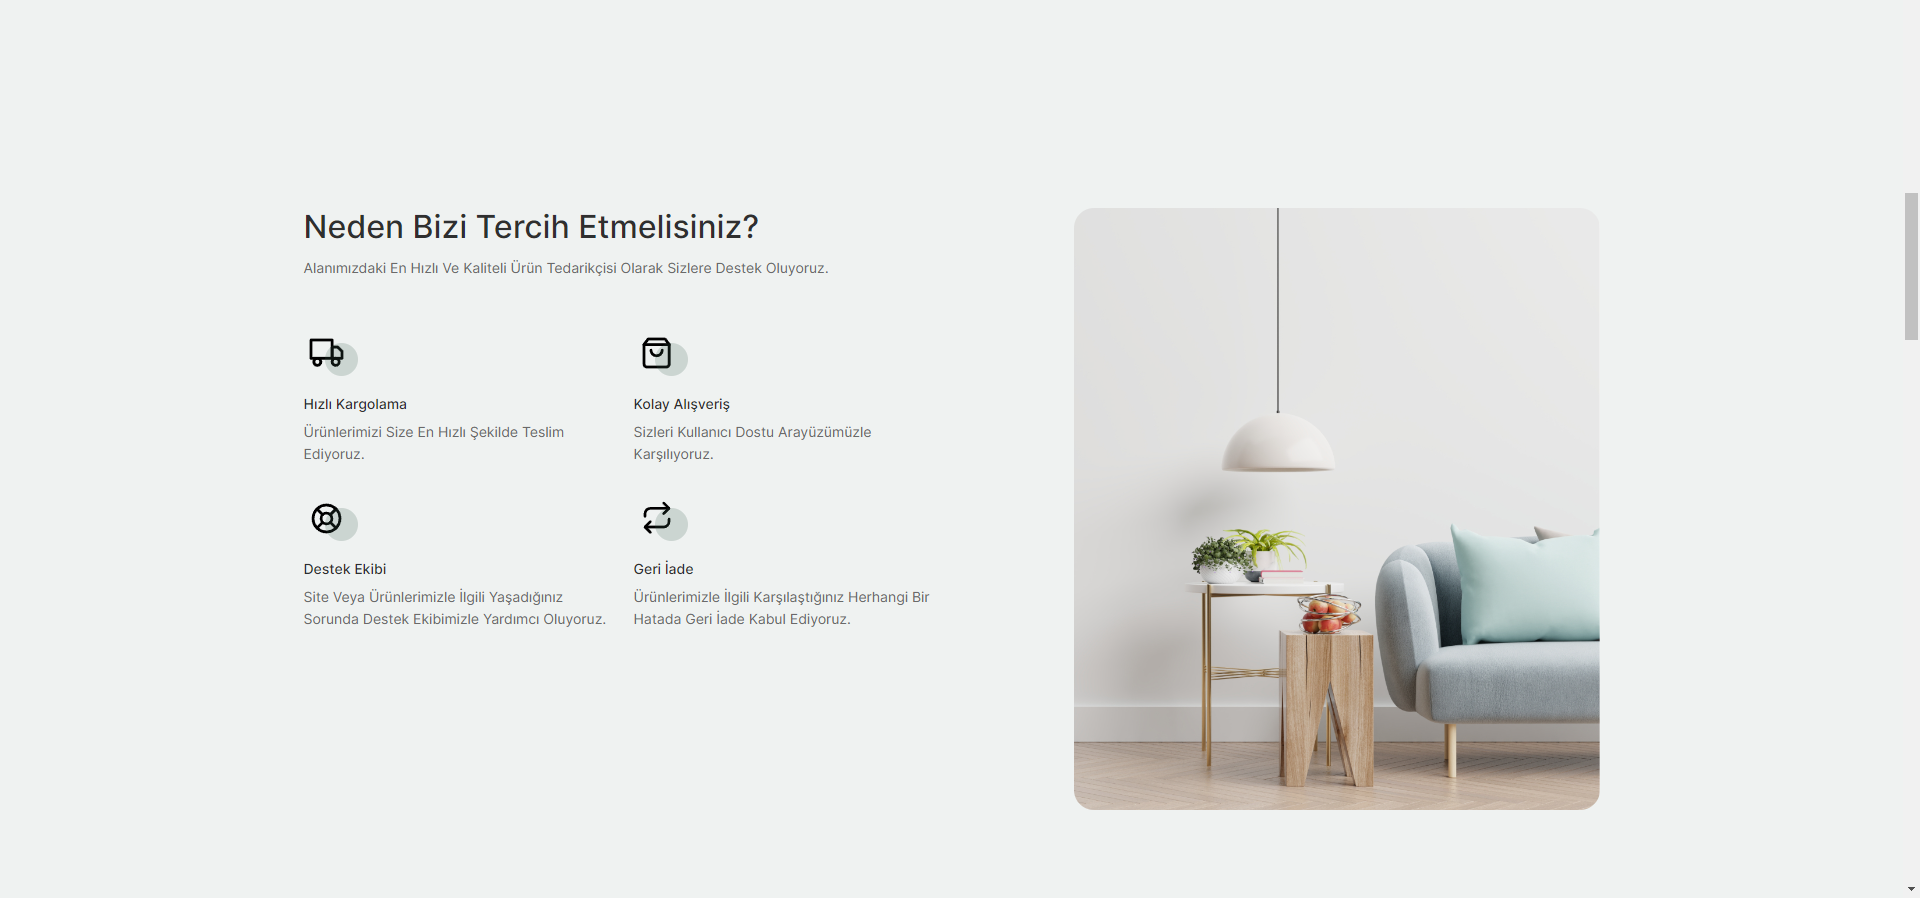 Neden Bizi Tercih Etmelisiniz?
Alanımızdaki En Hızlı Ve Kaliteli Ürün Tedarikçisi Olarak Sizlere Destek Oluyoruz.
Hızlı Kargolama
Ürünlerimizi Size En Hızlı Şekilde Teslim
Ediyoruz.
Kolay Alışveriş
Sizleri Kullanıcı Dostu Arayüzümüzle
Karşılıyoruz.
Destek Ekibi
Site Veya Ürünlerimizle İlgili Yaşadığınız
Sorunda Destek Ekibimizle Yardımcı Oluyoruz.
Geri İade
Ürünlerimizle İlgili Karşılaştığınız Herhangi Bir
Hatada Geri İade Kabul Ediyoruz.